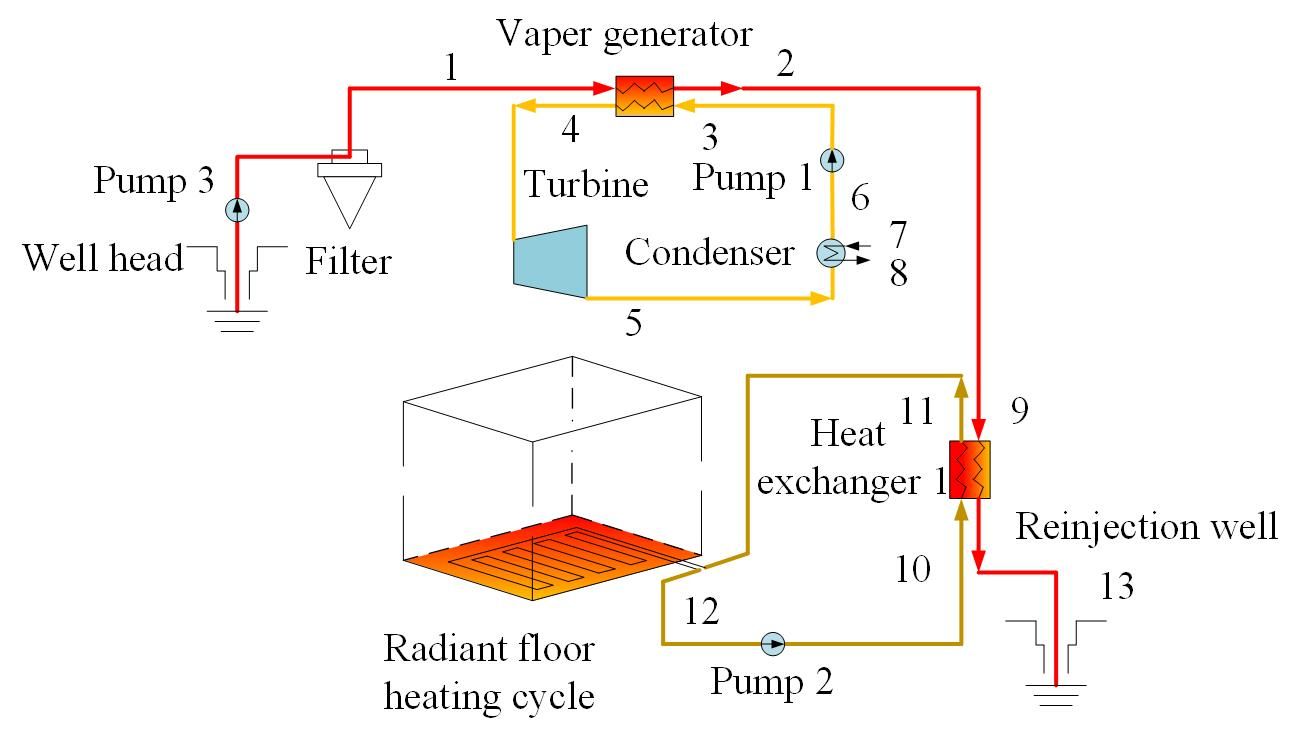 Vaper generator
1
2
4
3
Pump 3
Turbine
Pump 1
6
Well head
Filter
Condenser
7
8
5
11
9
Heat
exchanger 1
Reinjection well
10
13
12
Radiant floor
heating cycle
Pump 2